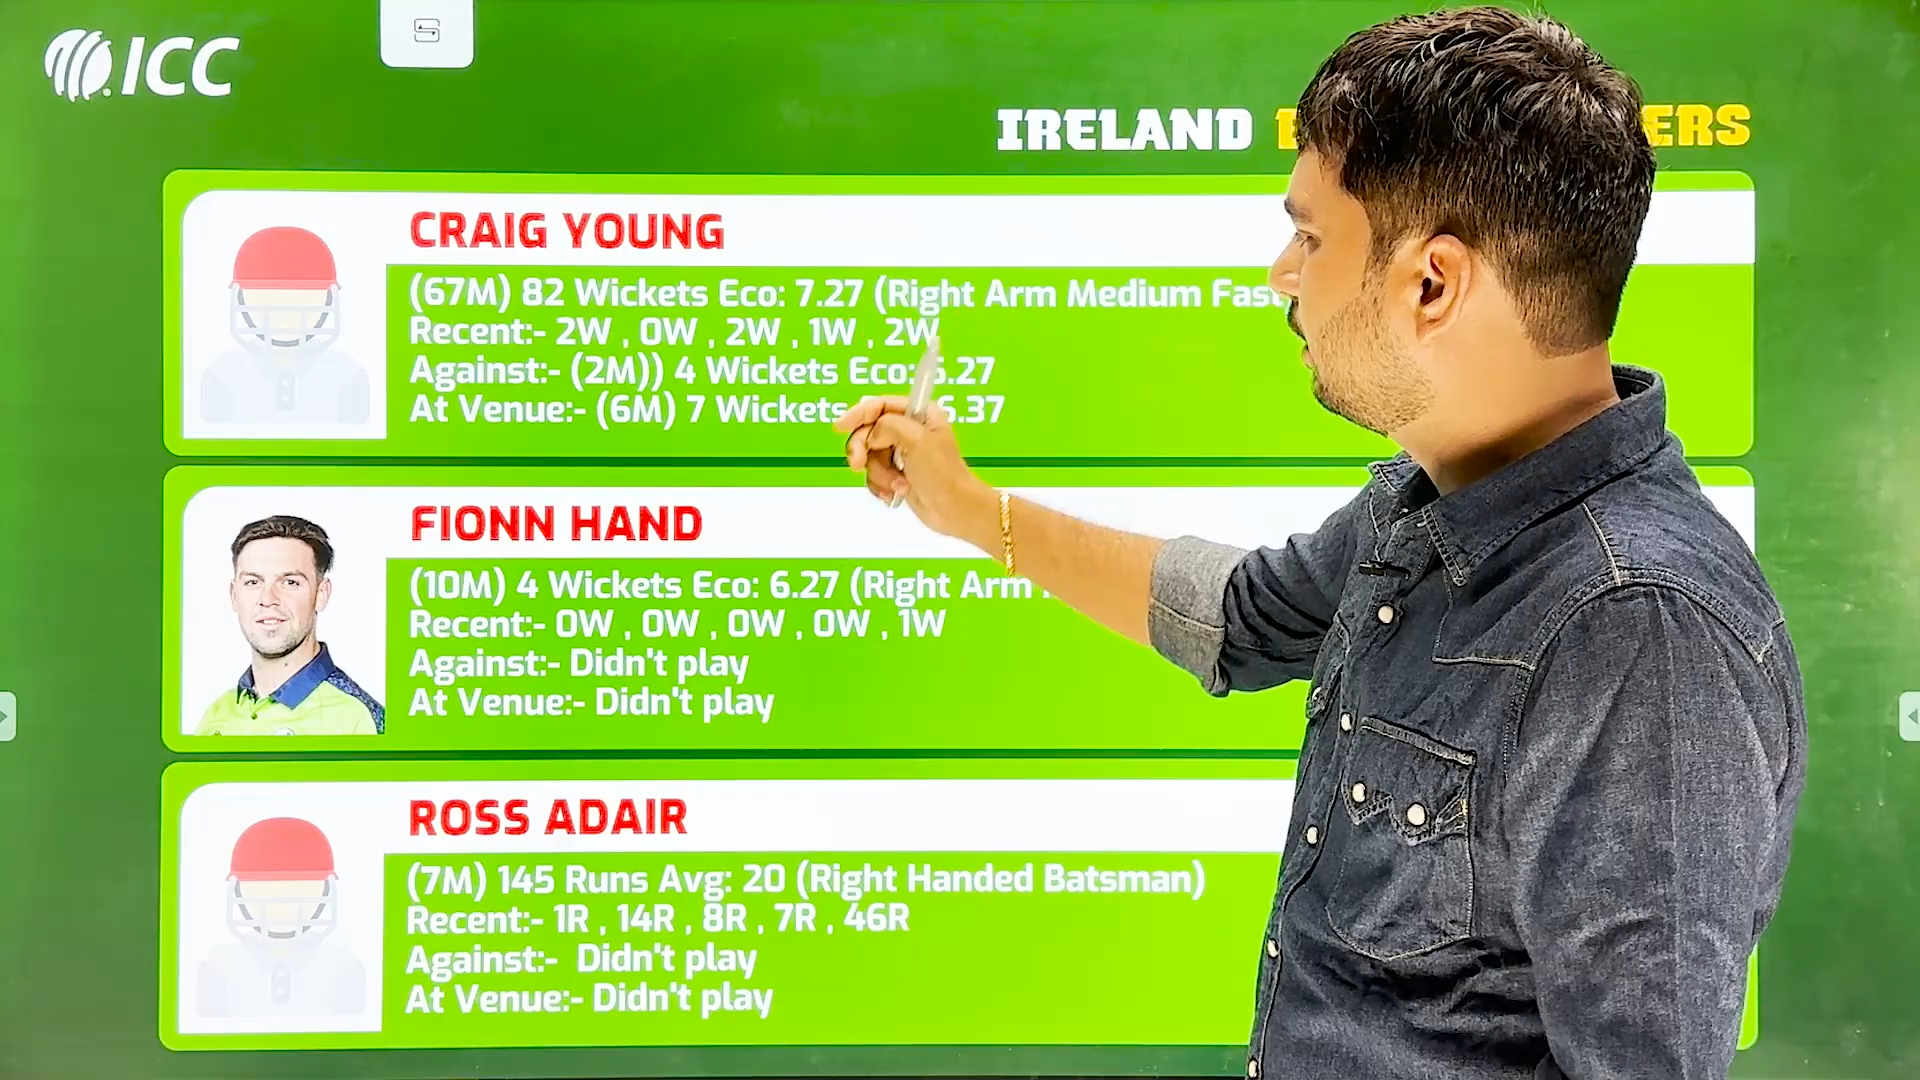 ICC
IRELAND
CRAIG YOUNG
(67M) 82 Wickets Eco: 7.27 (Right Arm Medium Fast
Recent:- 2W , 0W , 2W , 1W , 2W
Against:- (2M)) 4 Wickets Eco: 6.27
At Venue:- (6M) 7 Wickets 6.37
FIONN HAND
(10M) 4 Wickets Eco: 6.27 (Right Arm
Recent:- 0W , 0W , 0W , 0W , 1W
Against:- Didn't play
At Venue:- Didn't play
ROSS ADAIR
(7M) 145 Runs Avg: 20 (Right Handed Batsman)
Recent:- 1R , 14R , 8R , 7R , 46R
Against:- Didn't play
At Venue:- Didn't play